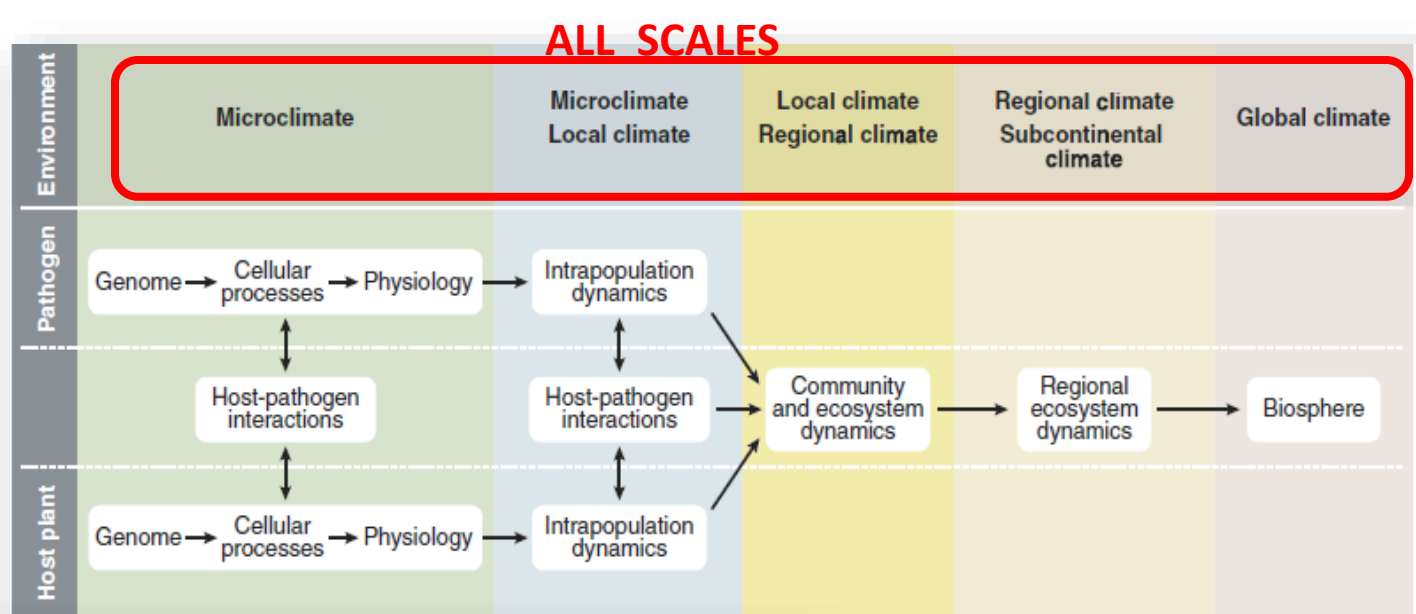 ALL SCALES
Environment
Microclimate
Microclimate
Local climate
Local climate
Regional climate
Regional climate
Subcontinental
climate
Global climate
Pathogen
Genome
Cellular
processes
Physiology
Intrapopulation
dynamics
Host-pathogen
interactions
Host-pathogen
interactions
Community
and ecosystem
dynamics
Regional
ecosystem
dynamics
Biosphere
Host plant
Genome
Cellular
processes
Physiology
Intrapopulation
dynamics